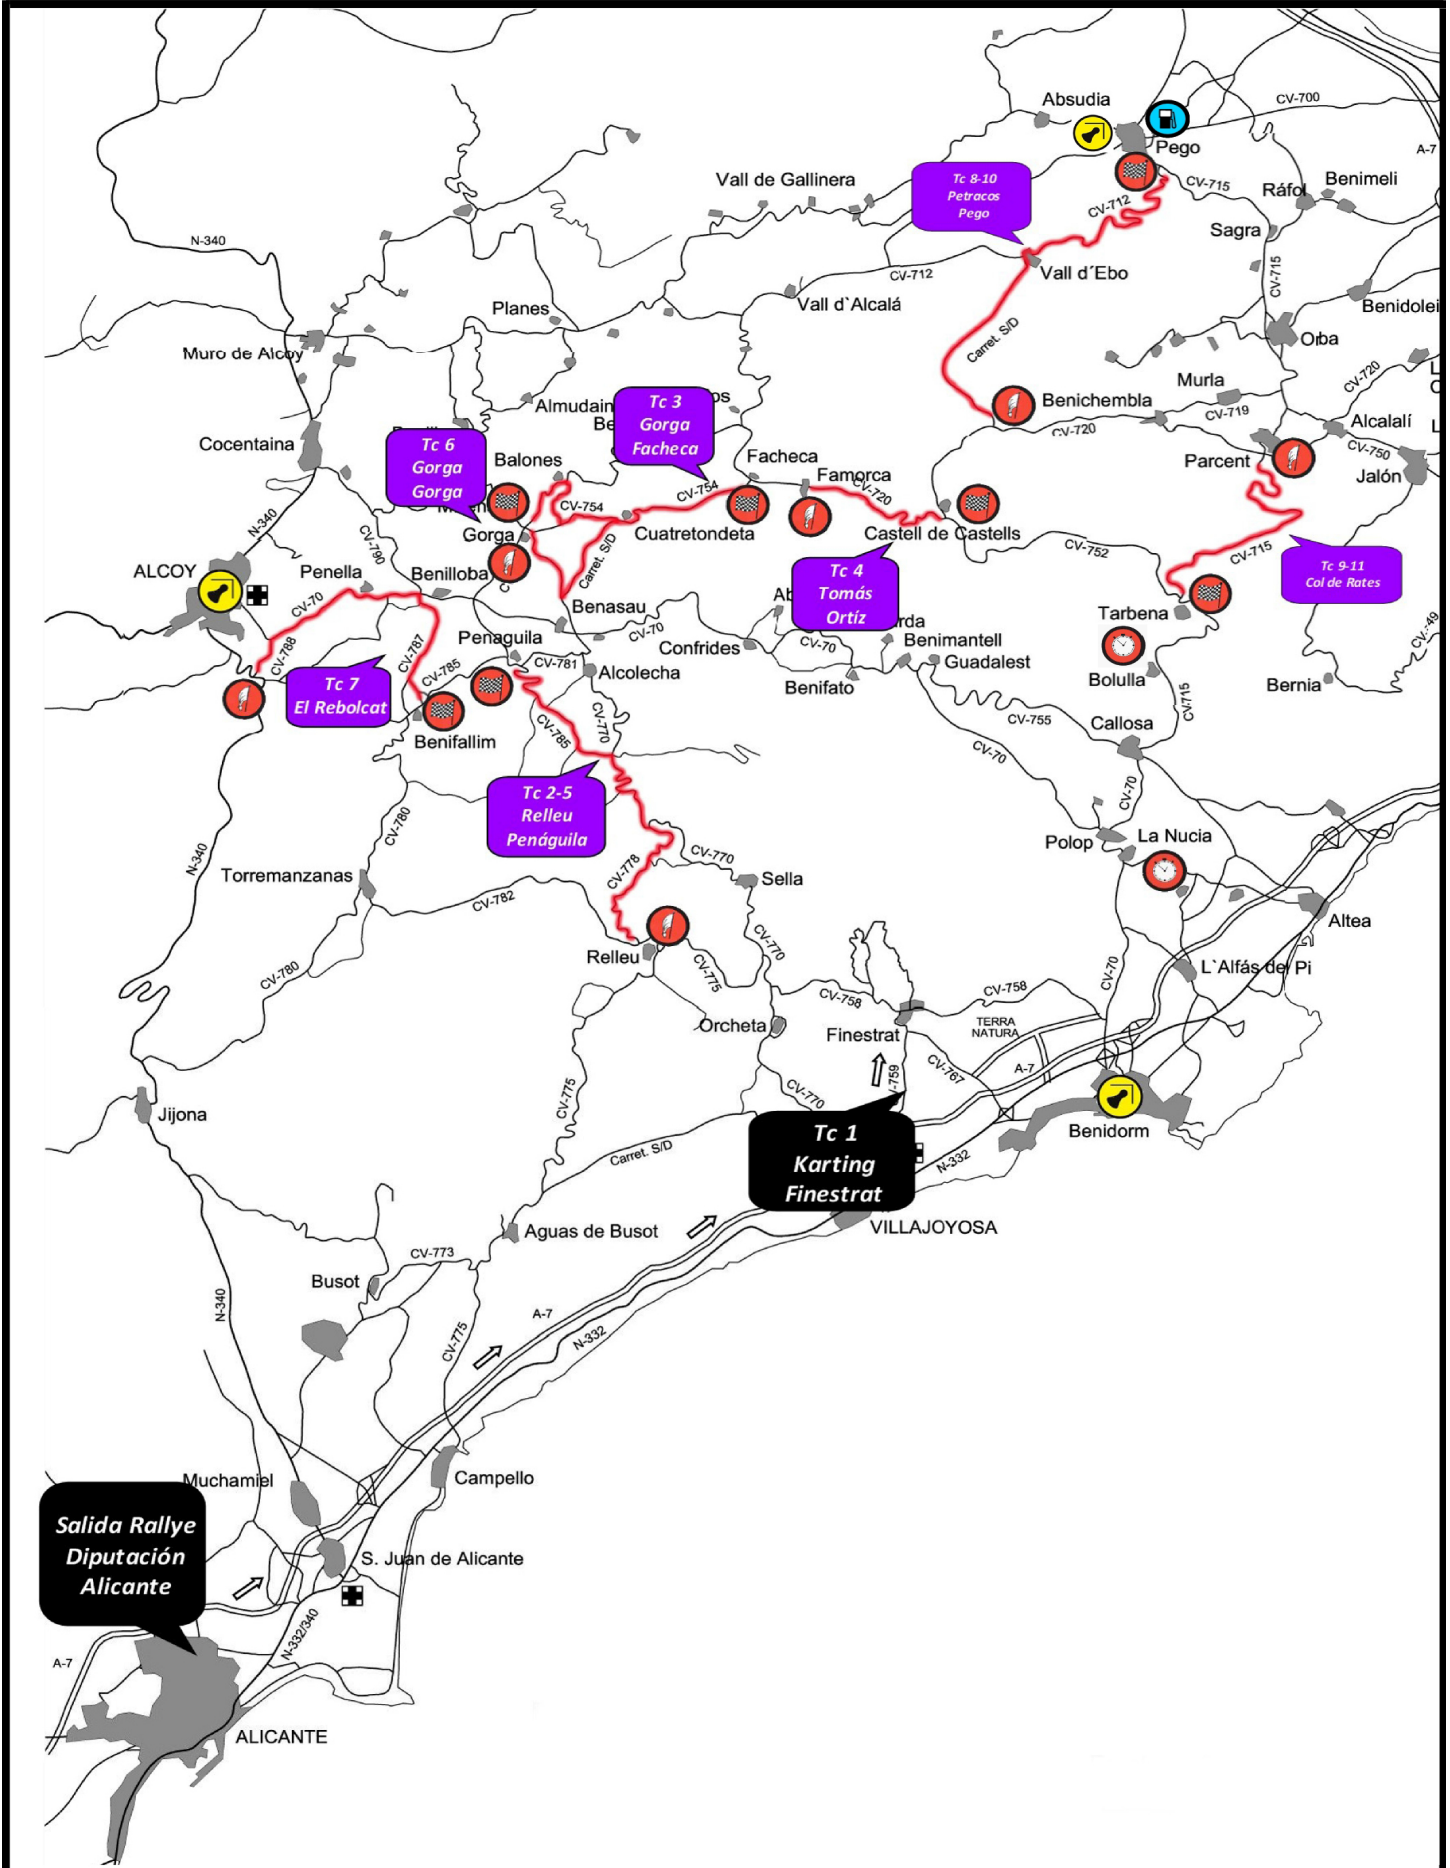 Absudia
CV-700
Pego
A-7
Vall de Gallinera
Tc 8-10
Petracos
Pego
CV-712
CV-715
Ráfol
Benimeli
Sagra
N-340
CV-712
Vall d´Ebo
CV-715
Vall d`Alcalá
Benidolei
Planes
Carret. S/D
Orba
Muro de Alcoy
Murla
CV-720
Almudain
Tc 3
Gorga
Facheca
os
Be
Benichembla
CV-719
CV-720
Alcalalí
CV-750
Cocentaina
Tc 6
Gorga
Gorga
Balones
Facheca
Famorca
Parcent
Jalón
CV-754
CV-754
CV-720
N-340
CV-790
Gorga
Cuatretondeta
Castell de Castells
Carret. S/D
CV-752
CV-715
ALCOY
Penella
Benilloba
Tc 4
Tomás
Ortíz
Tc 9-11
Col de Rates
CV-70
Benasau
Tarbena
CV-788
CV-787
Penaguila
CV-70
Confrides
CV-70
rda
Benimantell
CV-49
CV-785
CV-781
Guadalest
Tc 7
El Rebolcat
Alcolecha
Benifato
Bolulla
Bernia
CV-715
Benifallim
CV-785
CV-770
CV-755
Callosa
CV-70
Tc 2-5
Relleu
Penáguila
CV-70
CV-780
Polop
La Nucia
N-340
CV-770
Torremanzanas
CV-778
Sella
CV-782
Altea
Relleu
CV-770
CV-780
CV-775
CV-70
L`Alfás del Pi
CV-758
CV-758
Orcheta
Finestrat
TERRA
NATURA
CV-767
A-7
CV-775
CV-770
-759
Jijona
Benidorm
Tc 1
Karting
Finestrat
Carret. S/D
N-332
VILLAJOYOSA
Aguas de Busot
CV-773
Busot
N-340
A-7
CV-775
N-332
Muchamiel
Campello
Salida Rallye
Diputación
Alicante
S. Juan de Alicante
N-332/340
A-7
ALICANTE